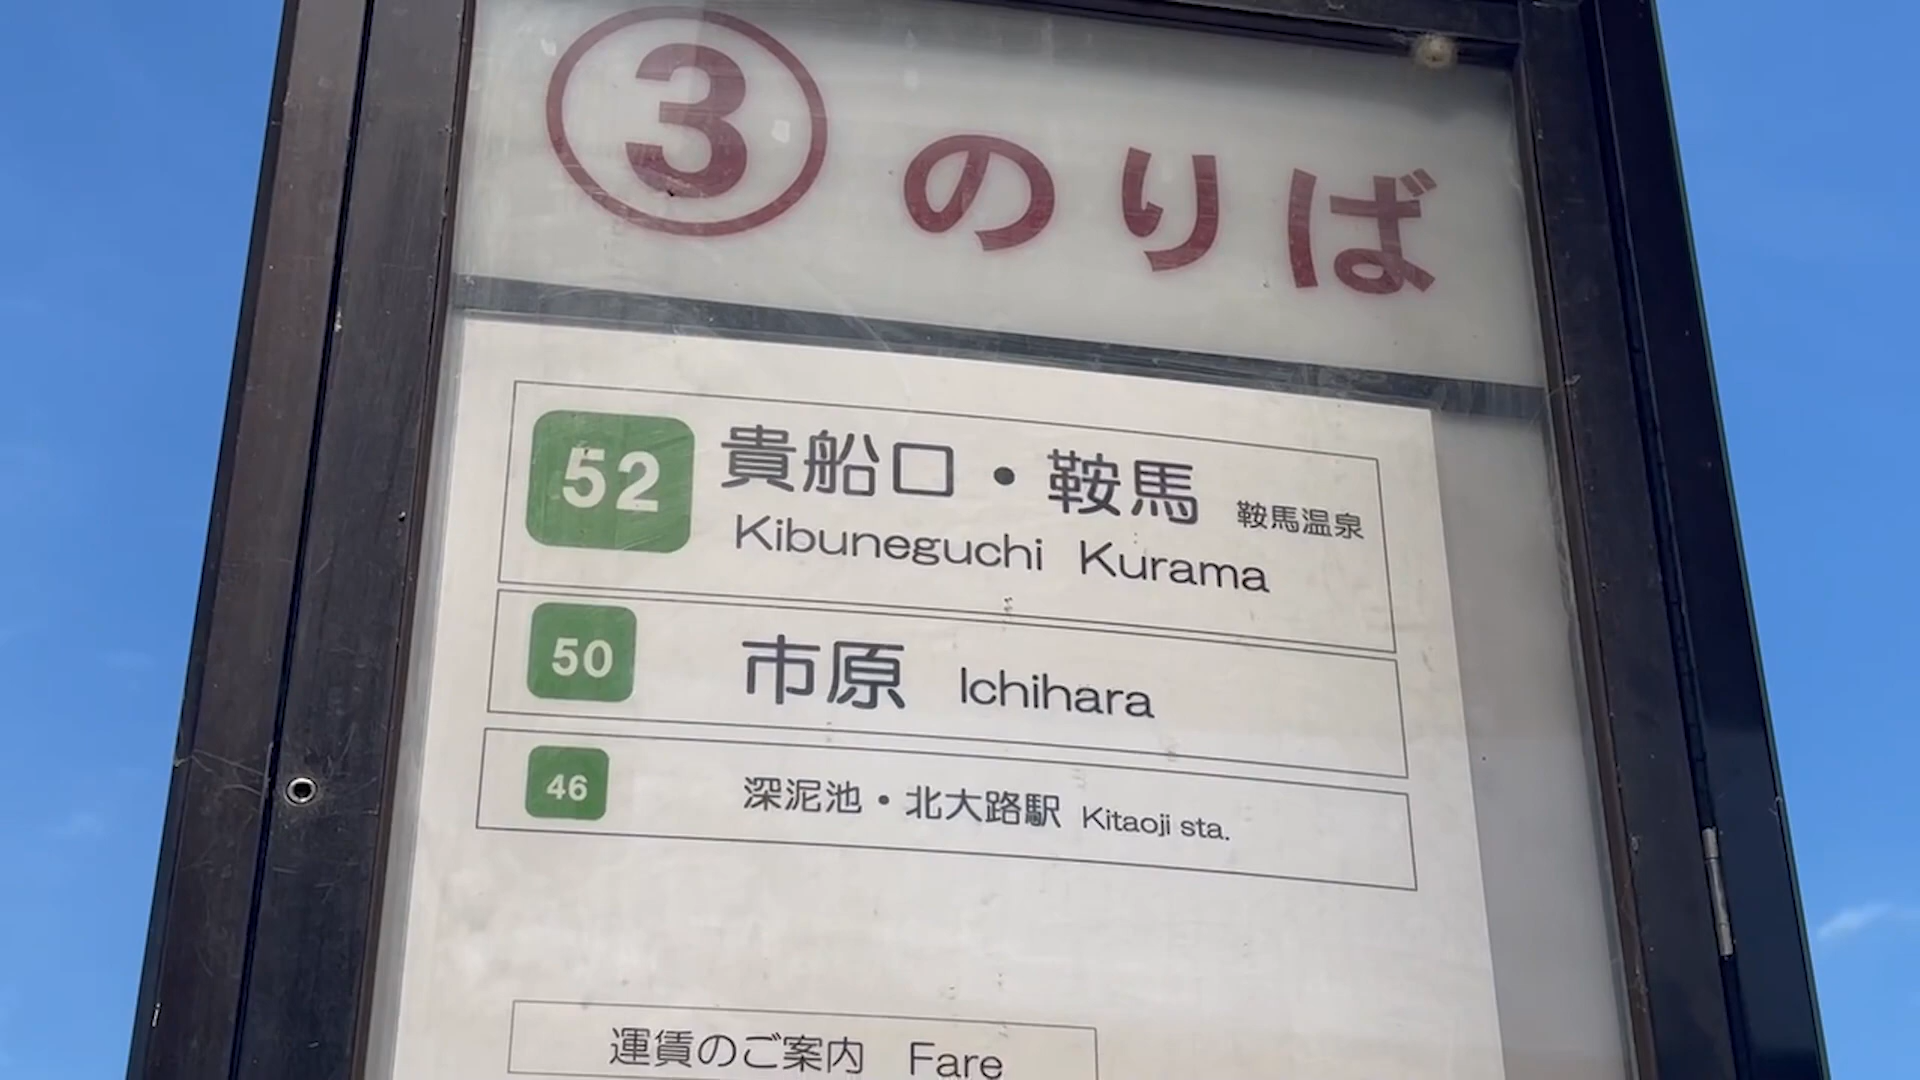 ③のりば
52 貴船口・鞍馬 鞍馬温泉
Kibuneguchi Kurama
50 市原 Ichihara
46 深泥池・北大路駅 Kitaoji sta.
運賃のご案内 Fare